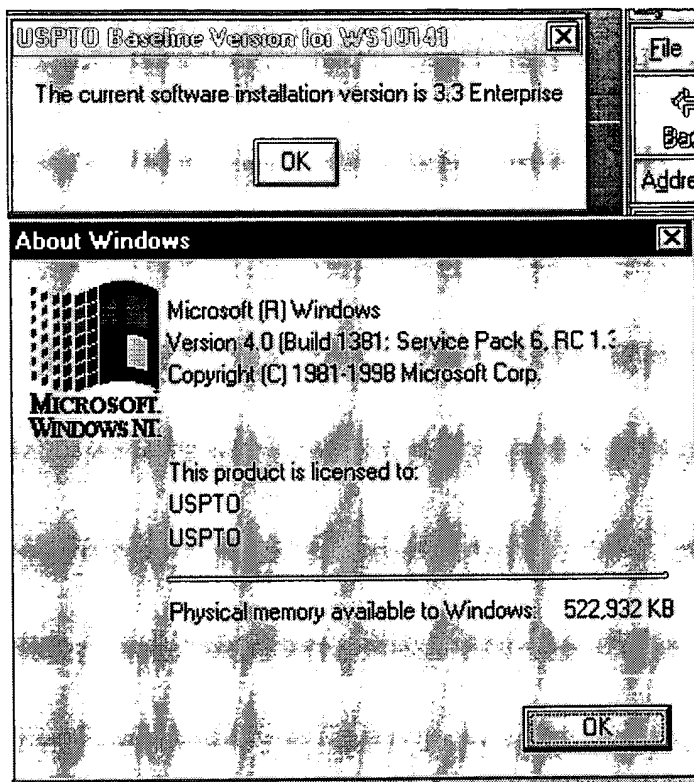 USPTO Baseline Version for WS10141
The current software installation version is 3.3 Enterprise
OK
File
Addre
About Windows
Microsoft (R) Windows
Version 4.0 (Build 1381: Service Pack 6, RC 1.
Copyright (C) 1981-1998 Microsoft Corp.
MICROSOFT.
WINDOWS NT.
This product is licensed to:
USPTO
USPTO
Physical memory available to Windows: 522,932 KB
OK